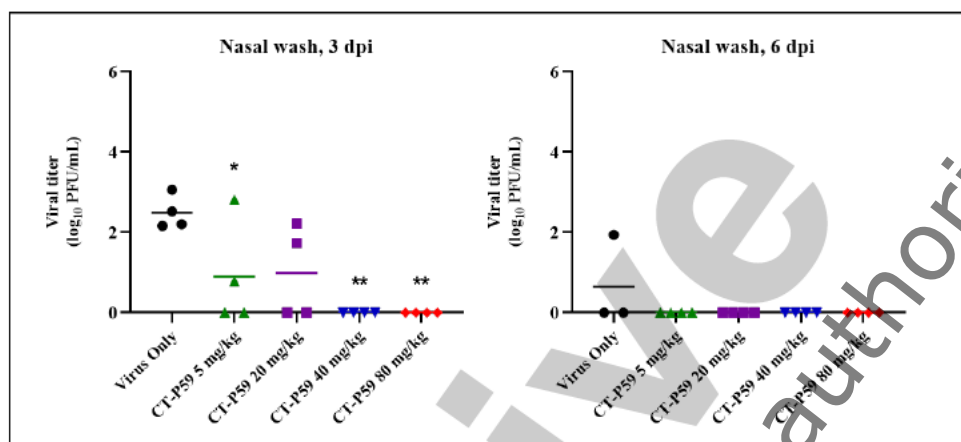 Nasal wash, 3 dpi
Viral titer
(log10 PFU/mL)
6
4
2
0
*
**
**
Virus Only
CT-P59 5 mg/kg
CT-P59 20 mg/kg
CT-P59 40 mg/kg
CT-P59 80 mg/kg
Nasal wash, 6 dpi
Viral titer
(log10 PFU/mL)
6
4
2
0
Virus Only
CT-P59 5 mg/kg
CT-P59 20 mg/kg
CT-P59 40 mg/kg
CT-P59 80 mg/kg
ive
authori